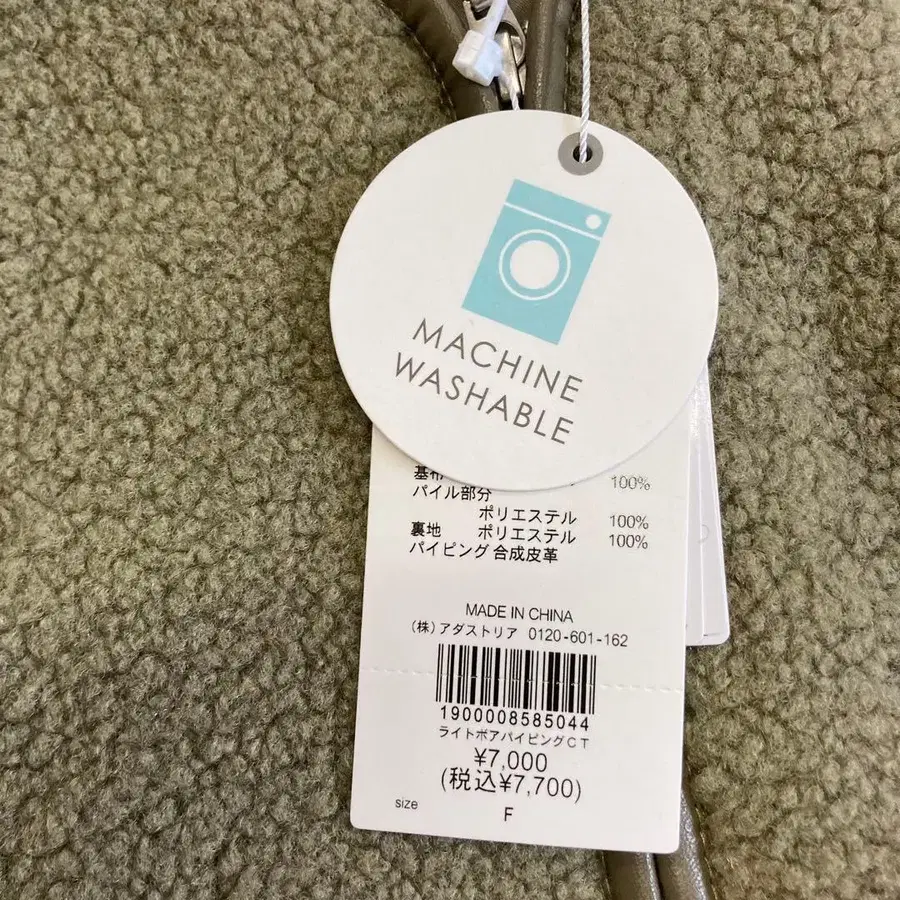 MACHINE
WASHABLE
基布 100%
パイル部分
ポリエステル 100%
裏地 ポリエステル 100%
パイピング 合成皮革
MADE IN CHINA
(株)アダストリア 0120-601-162
1900008585044
ライトボアパイピングCT
¥7,000
(税込¥7,700)
size F